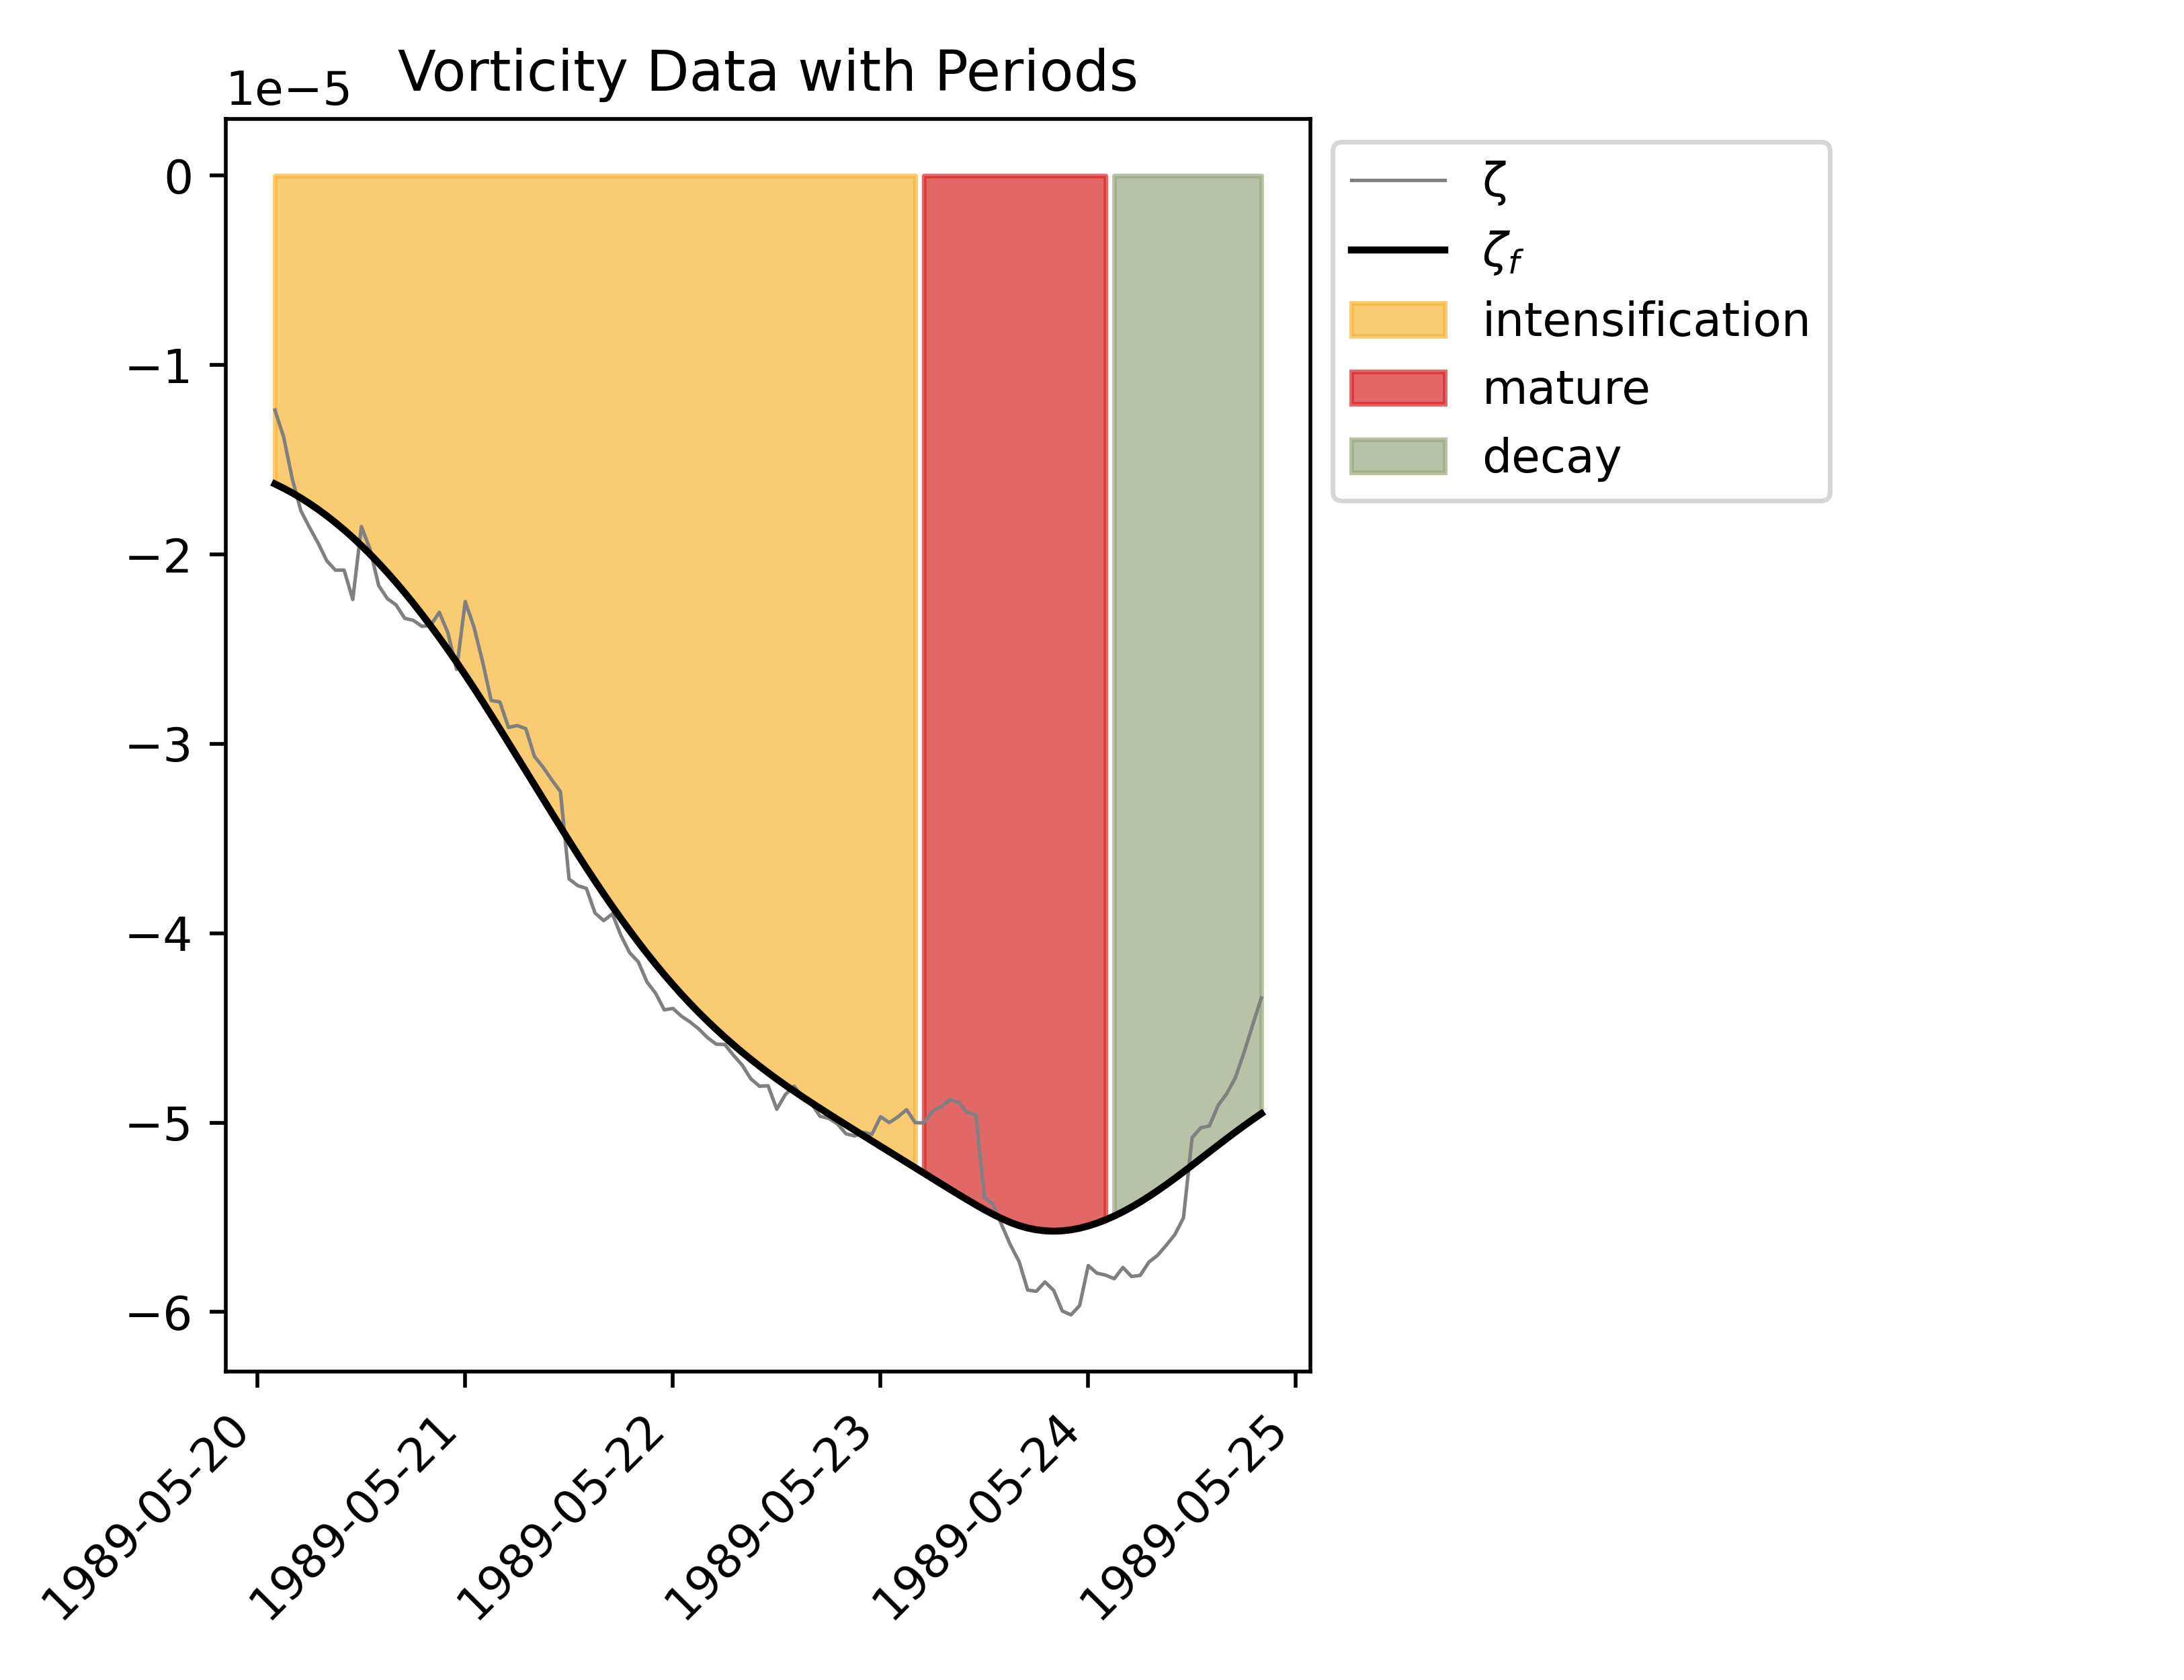 Vorticity Data with Periods
1e−5
0
−1
−2
−3
−4
−5
−6
1989-05-20
1989-05-21
1989-05-22
1989-05-23
1989-05-24
1989-05-25
ζ
ζf
intensification
mature
decay